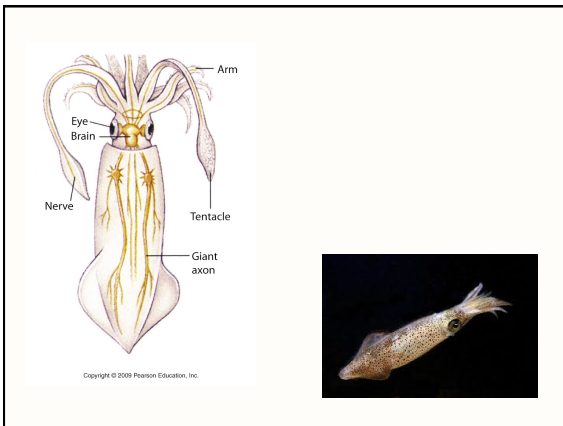 Arm
Eye
Brain
Nerve
Tentacle
Giant
axon
Copyright © 2009 Pearson Education, Inc.